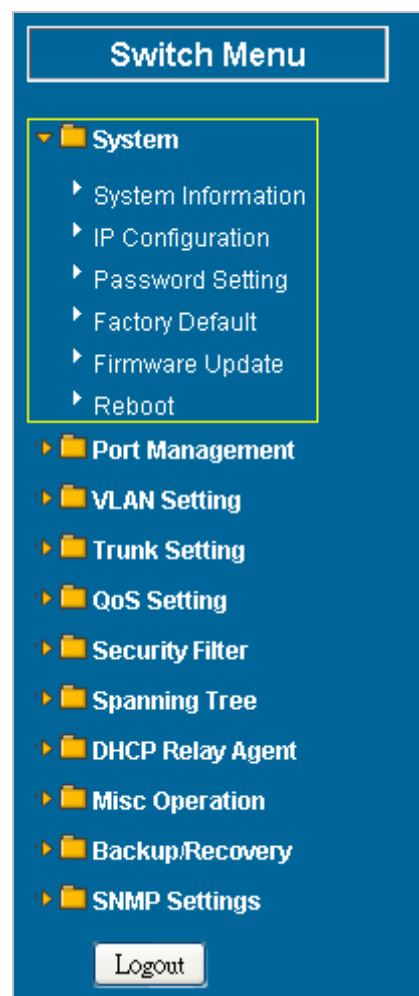 Switch Menu
System
System Information
IP Configuration
Password Setting
Factory Default
Firmware Update
Reboot
Port Management
VLAN Setting
Trunk Setting
QoS Setting
Security Filter
Spanning Tree
DHCP Relay Agent
Misc Operation
Backup/Recovery
SNMP Settings
Logout